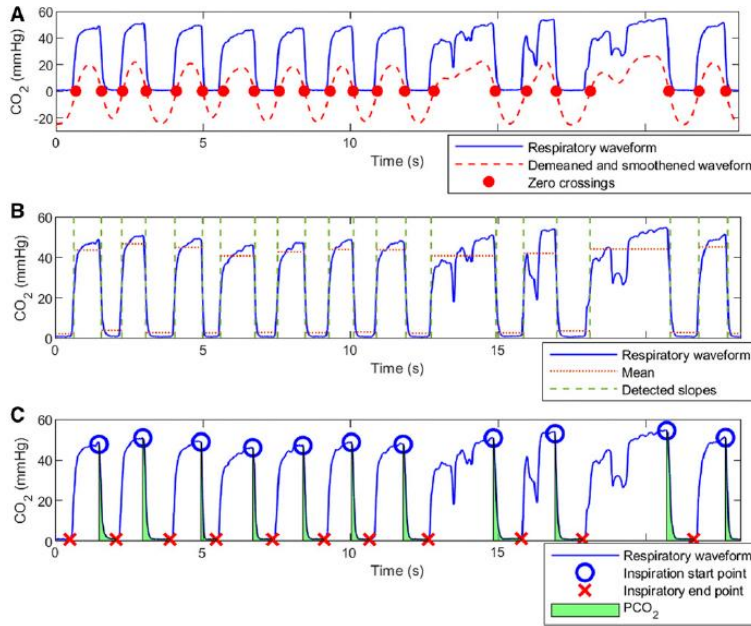 A
CO2 (mmHg)
60
40
20
0
-20
0 5 10 15
Time (s)
Respiratory waveform
Demeaned and smoothened waveform
Zero crossings
B
CO2 (mmHg)
60
40
20
0
0 5 10 15
Time (s)
Respiratory waveform
Mean
Detected slopes
C
CO2 (mmHg)
60
40
20
0
0 5 10 15
Time (s)
Respiratory waveform
Inspiration start point
Inspiratory end point
PCO2